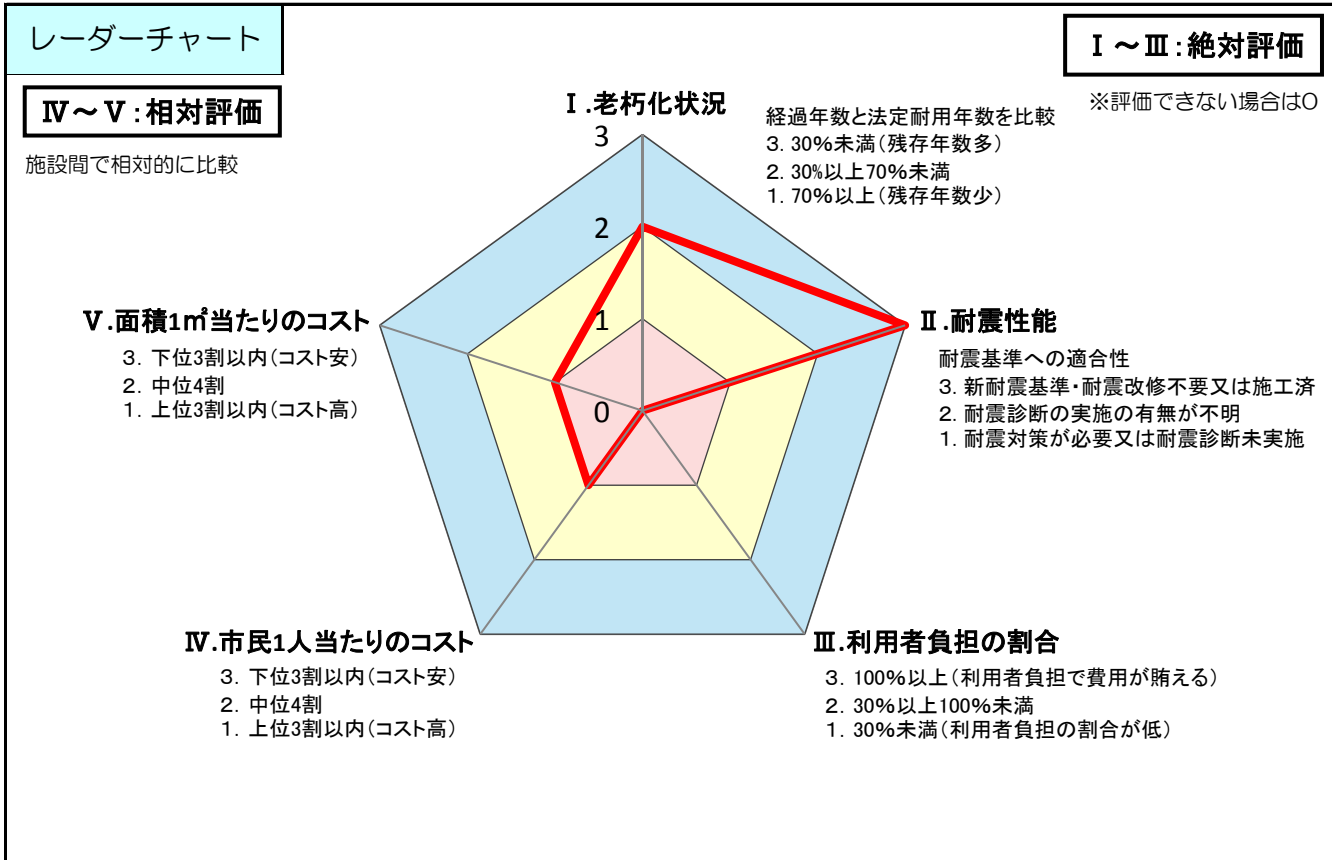 レーダーチャート
Ⅰ～Ⅲ:絶対評価
※評価できない場合は0
Ⅳ～Ⅴ:相対評価
施設間で相対的に比較
Ⅰ.老朽化状況
経過年数と法定耐用年数を比較
3. 30%未満(残存年数多)
2. 30%以上70%未満
1. 70%以上(残存年数少)
3
2
1
0
Ⅴ.面積1㎡当たりのコスト
3. 下位3割以内(コスト安)
2. 中位4割
1. 上位3割以内(コスト高)
Ⅱ.耐震性能
耐震基準への適合性
3. 新耐震基準・耐震改修不要又は施工済
2. 耐震診断の実施の有無が不明
1. 耐震対策が必要又は耐震診断未実施
Ⅳ.市民1人当たりのコスト
3. 下位3割以内(コスト安)
2. 中位4割
1. 上位3割以内(コスト高)
Ⅲ.利用者負担の割合
3. 100%以上(利用者負担で費用が賄える)
2. 30%以上100%未満
1. 30%未満(利用者負担の割合が低)